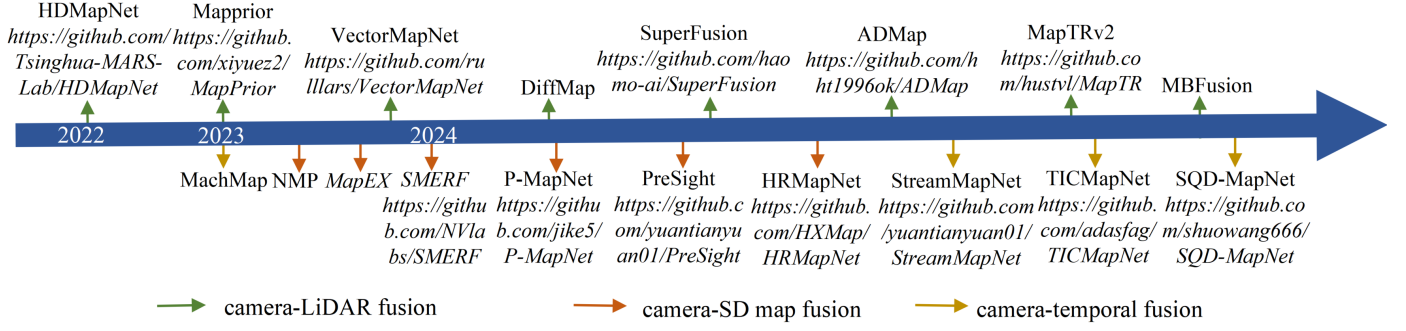 HDMapNet
https://github.com/
Tsinghua-MARS-
Lab/HDMapNet
Mapprior
https://github.
com/xiyuez2/
MapPrior
VectorMapNet
https://github.com/ru
lllars/VectorMapNet
DiffMap
SuperFusion
https://github.com/hao
mo-ai/SuperFusion
ADMap
https://github.com/h
ht1996ok/ADMap
MapTRv2
https://github.co
m/hustvl/MapTR
MBFusion
2022
2023
2024
MachMap
NMP
MapEX
SMERF
https://githu
b.com/NVla
bs/SMERF
P-MapNet
https://githu
b.com/jike5/
P-MapNet
PreSight
https://github.c
om/yuantianyu
an01/PreSight
HRMapNet
https://github.
com/HXMap/
HRMapNet
StreamMapNet
https://github.com
/yuantianyuan01/
StreamMapNet
TICMapNet
https://github.
com/adasfag/
TICMapNet
SQD-MapNet
https://github.co
m/shuowang666/
SQD-MapNet
camera-LiDAR fusion
camera-SD map fusion
camera-temporal fusion